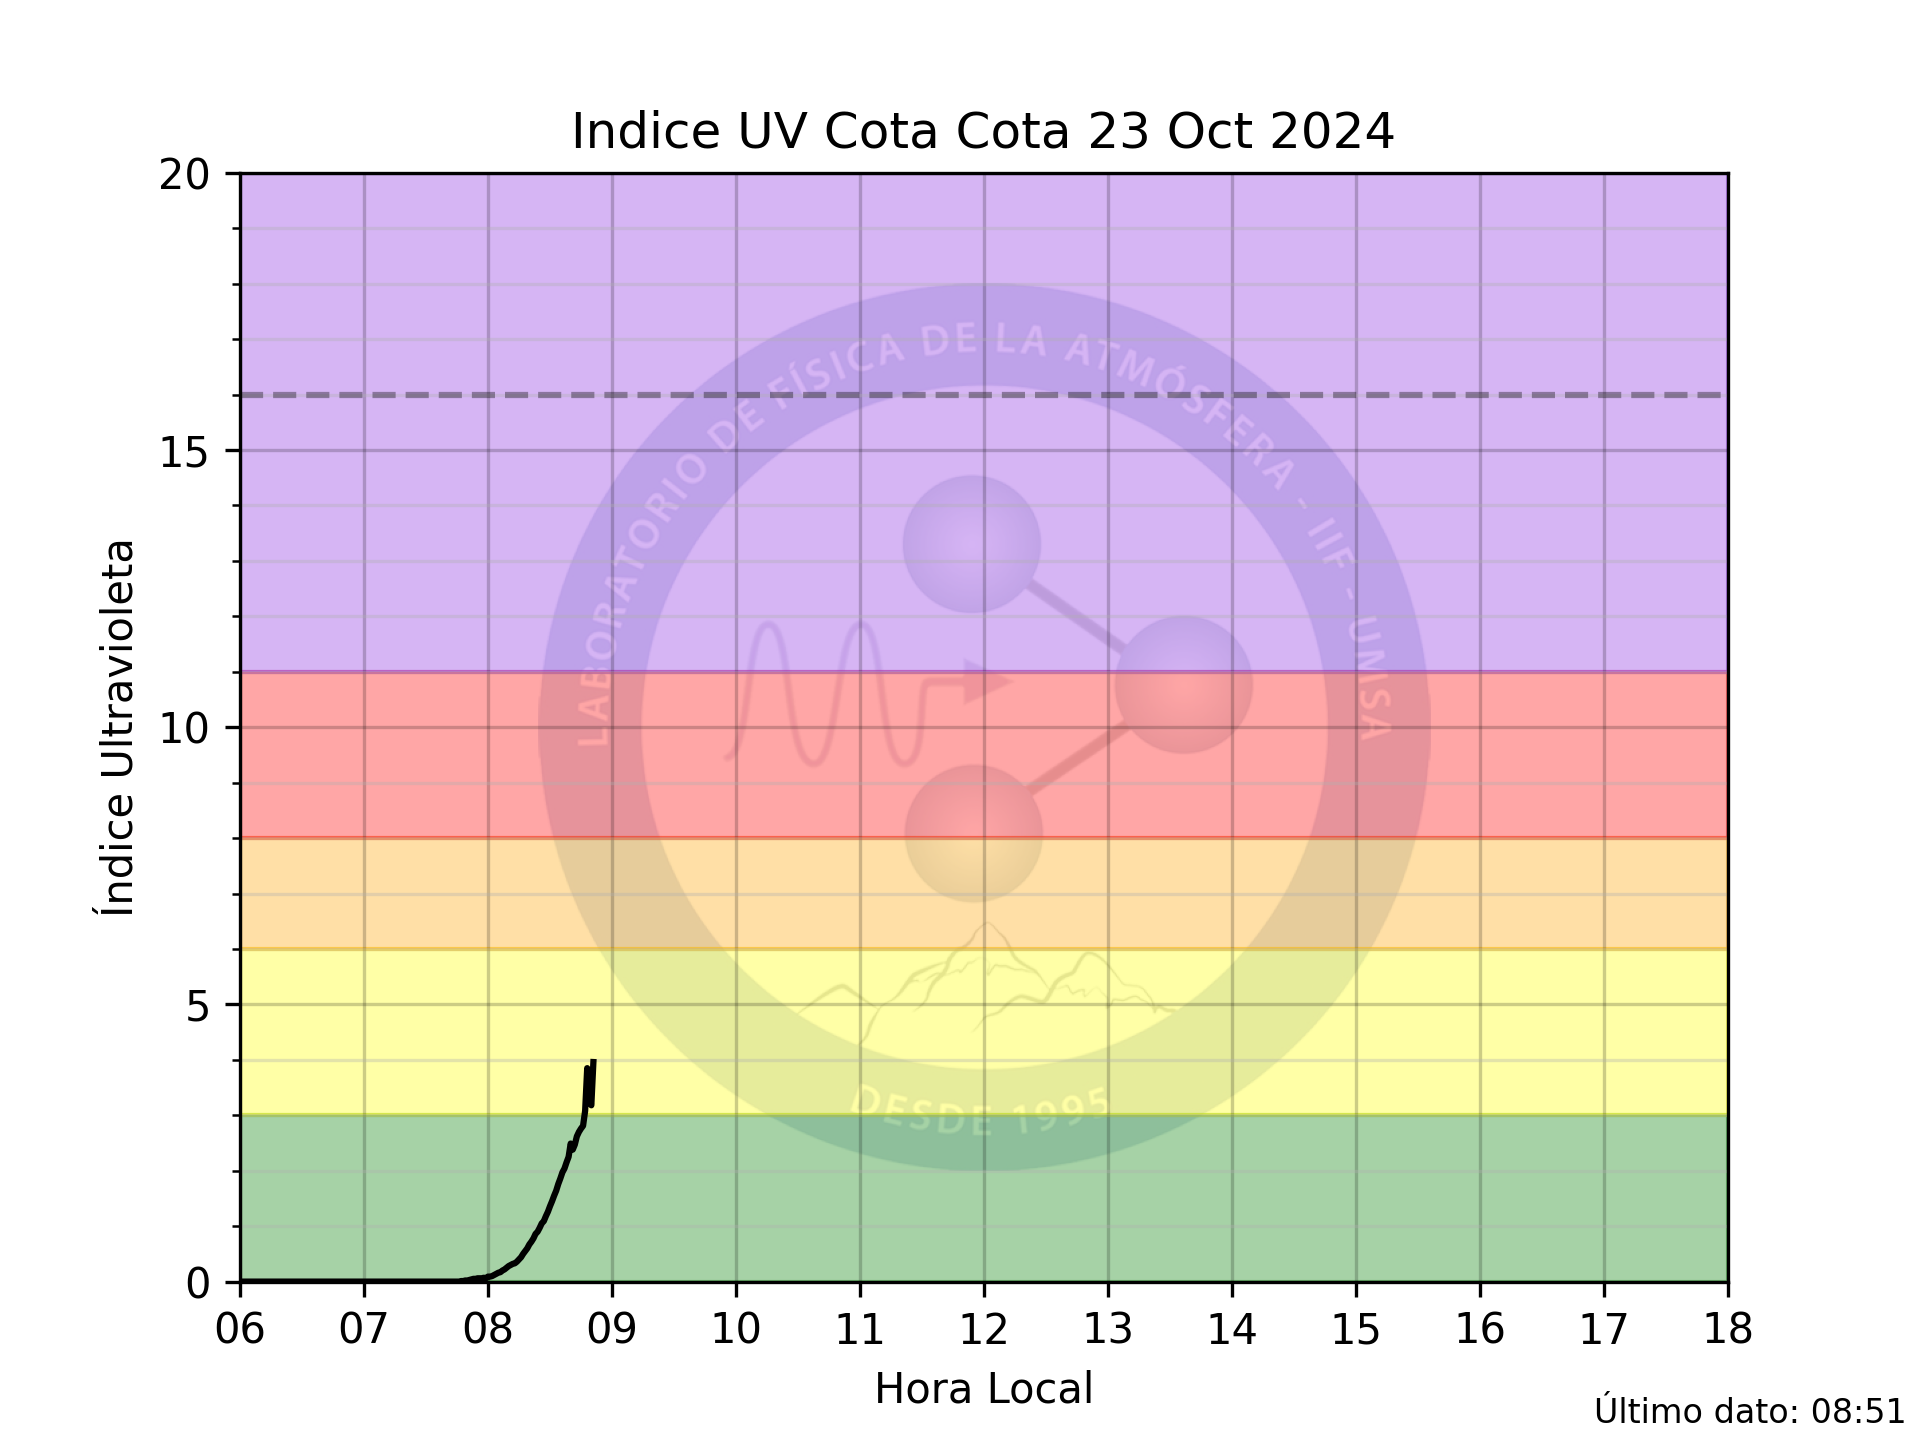 Indice UV Cota Cota 23 Oct 2024
20
15
10
5
0
Índice Ultravioleta
LABORATORIO DE FÍSICA DE LA ATMÓSFERA - IIF - UMSA
DESDE 1995
06 07 08 09 10 11 12 13 14 15 16 17 18
Hora Local
Último dato: 08:51